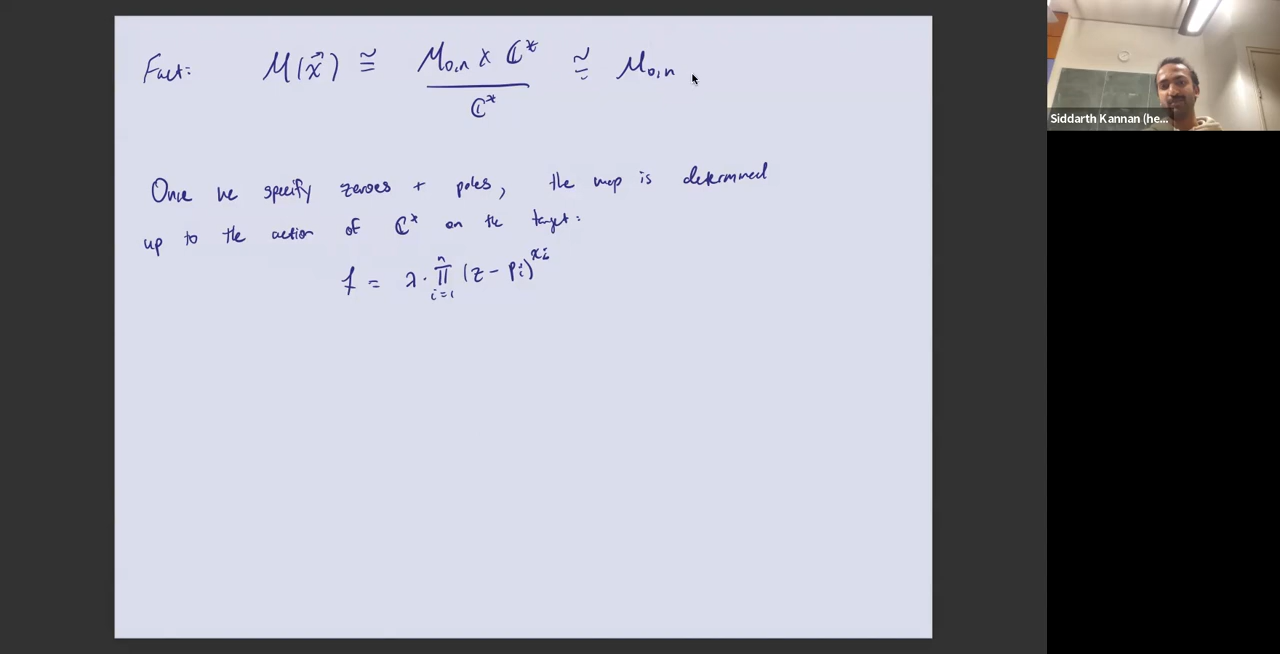 Fact: M(x⃗) ≅ M₀,ₙ × ℂ* / ℂ* ≅ M₀,ₙ
Once we specify zeroes + poles, the map is determined
up to the action of ℂ* on the target:
f = λ · ∏ᵢ₌₁ⁿ (z - pᵢ)^xᵢ
Siddarth Kannan (he...